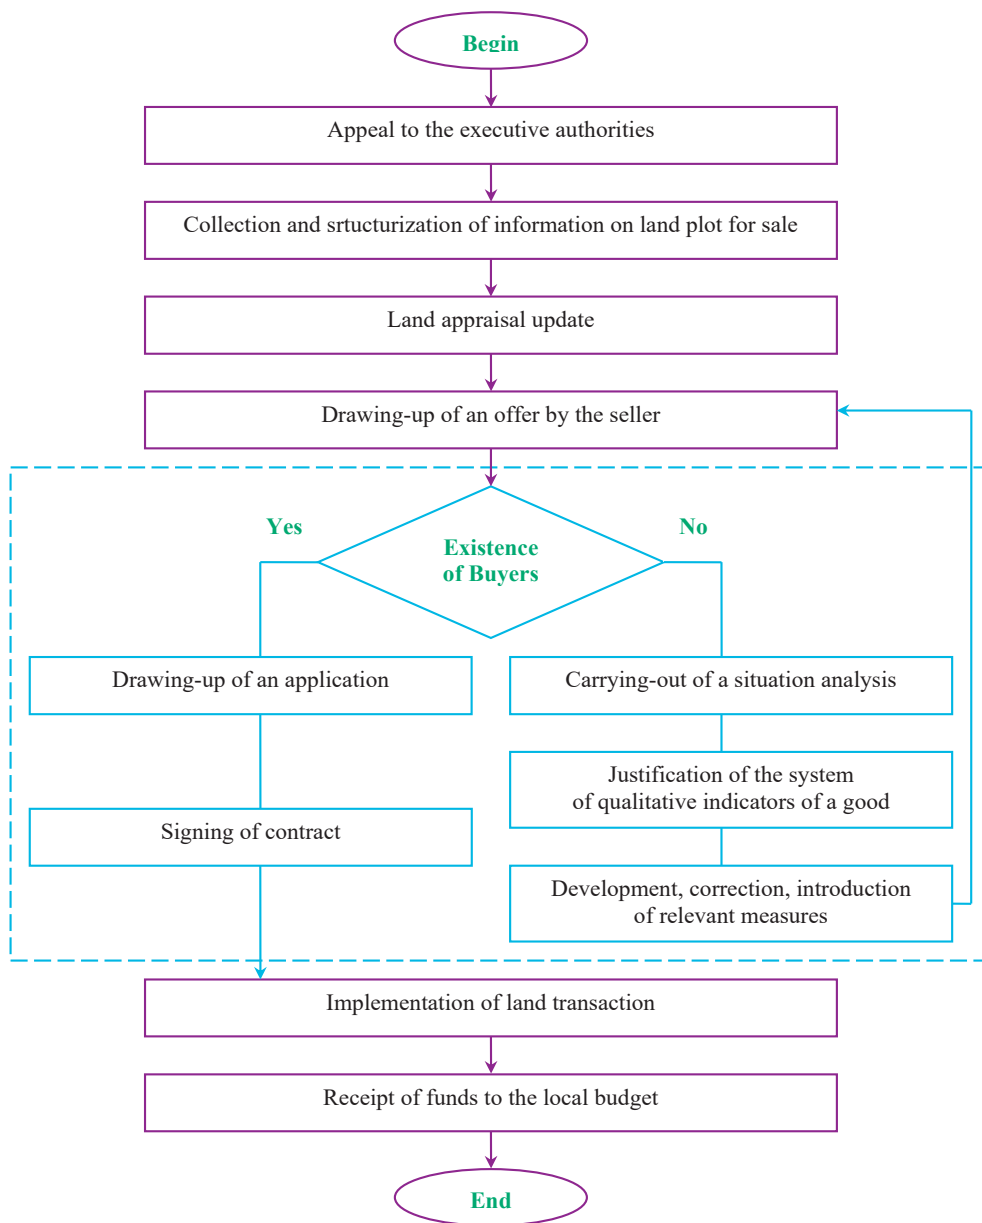 Begin
Appeal to the executive authorities
Collection and srtucturization of information on land plot for sale
Land appraisal update
Drawing-up of an offer by the seller
Yes
No
Existence
of Buyers
Drawing-up of an application
Carrying-out of a situation analysis
Justification of the system
of qualitative indicators of a good
Signing of contract
Development, correction, introduction
of relevant measures
Implementation of land transaction
Receipt of funds to the local budget
End